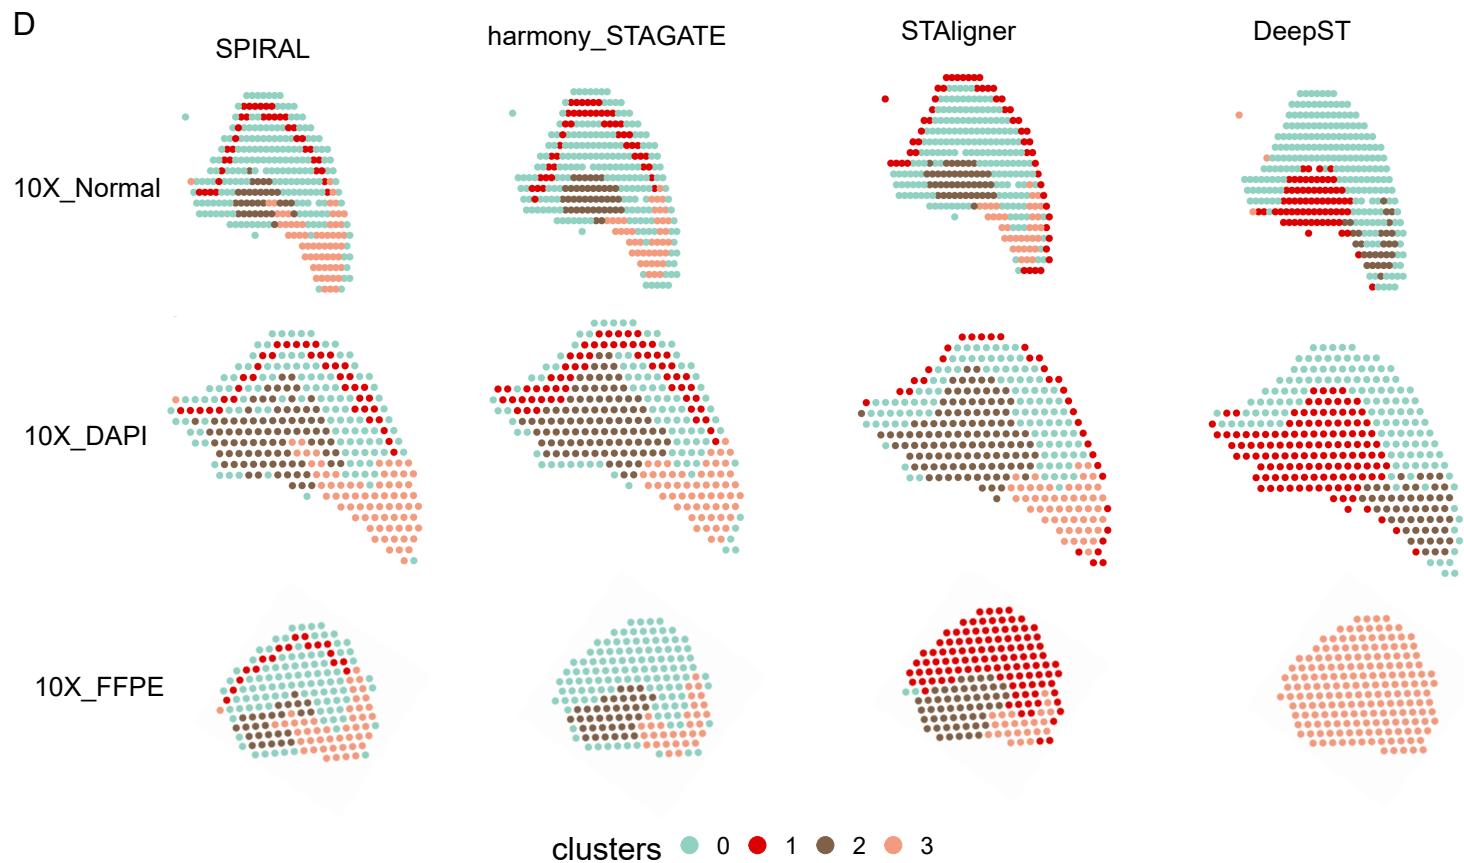 D
SPIRAL
harmony_STAGATE
STAligner
DeepST
10X_Normal
10X_DAPI
10X_FFPE
clusters 0 1 2 3